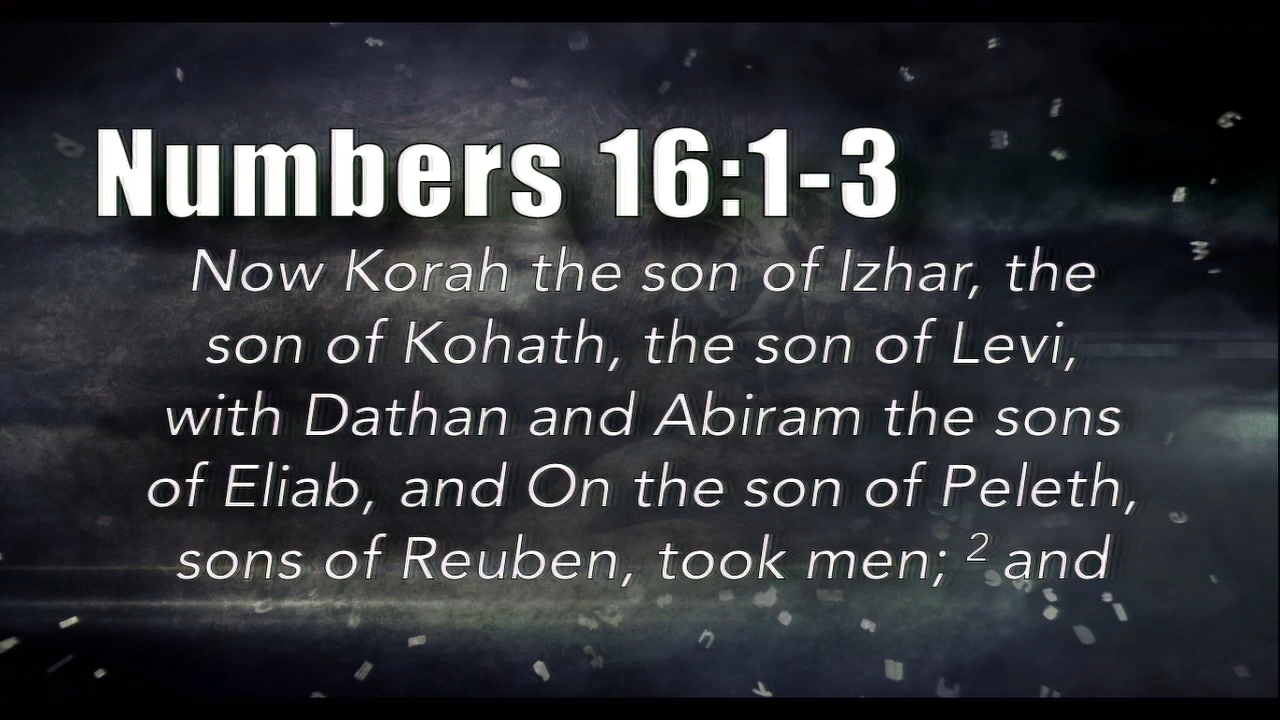 Numbers 16:1-3
Now Korah the son of Izhar, the
son of Kohath, the son of Levi,
with Dathan and Abiram the sons
of Eliab, and On the son of Peleth,
sons of Reuben, took men; ² and